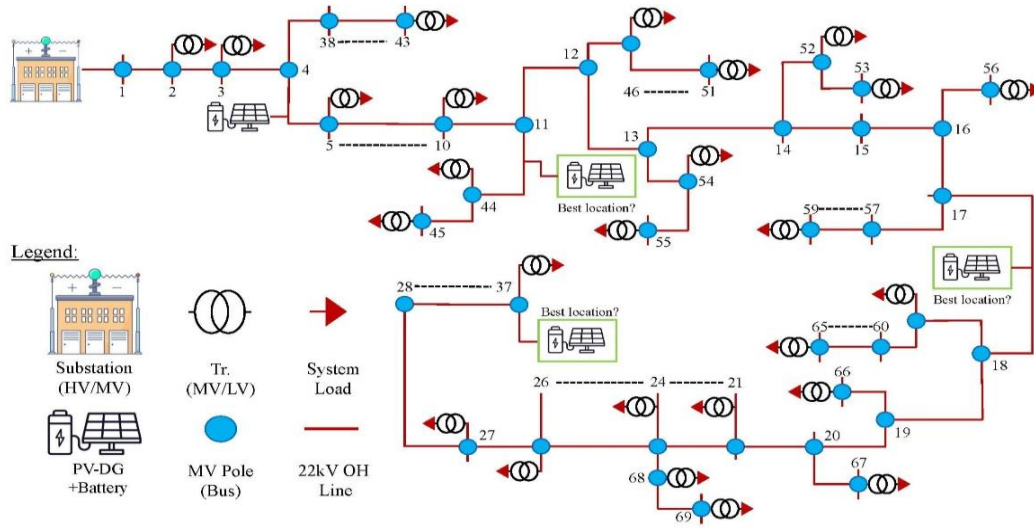 38
43
12
52
53
56
1
2
3
4
46
51
5
10
11
13
14
15
16
54
Best location?
44
45
55
59
57
17
Legend:
28
37
Best location?
Best location?
65
60
18
Substation
(HV/MV)
Tr.
(MV/LV)
System
Load
26
24
21
66
19
27
20
PV-DG
+Battery
MV Pole
(Bus)
22kV OH
Line
68
67
69